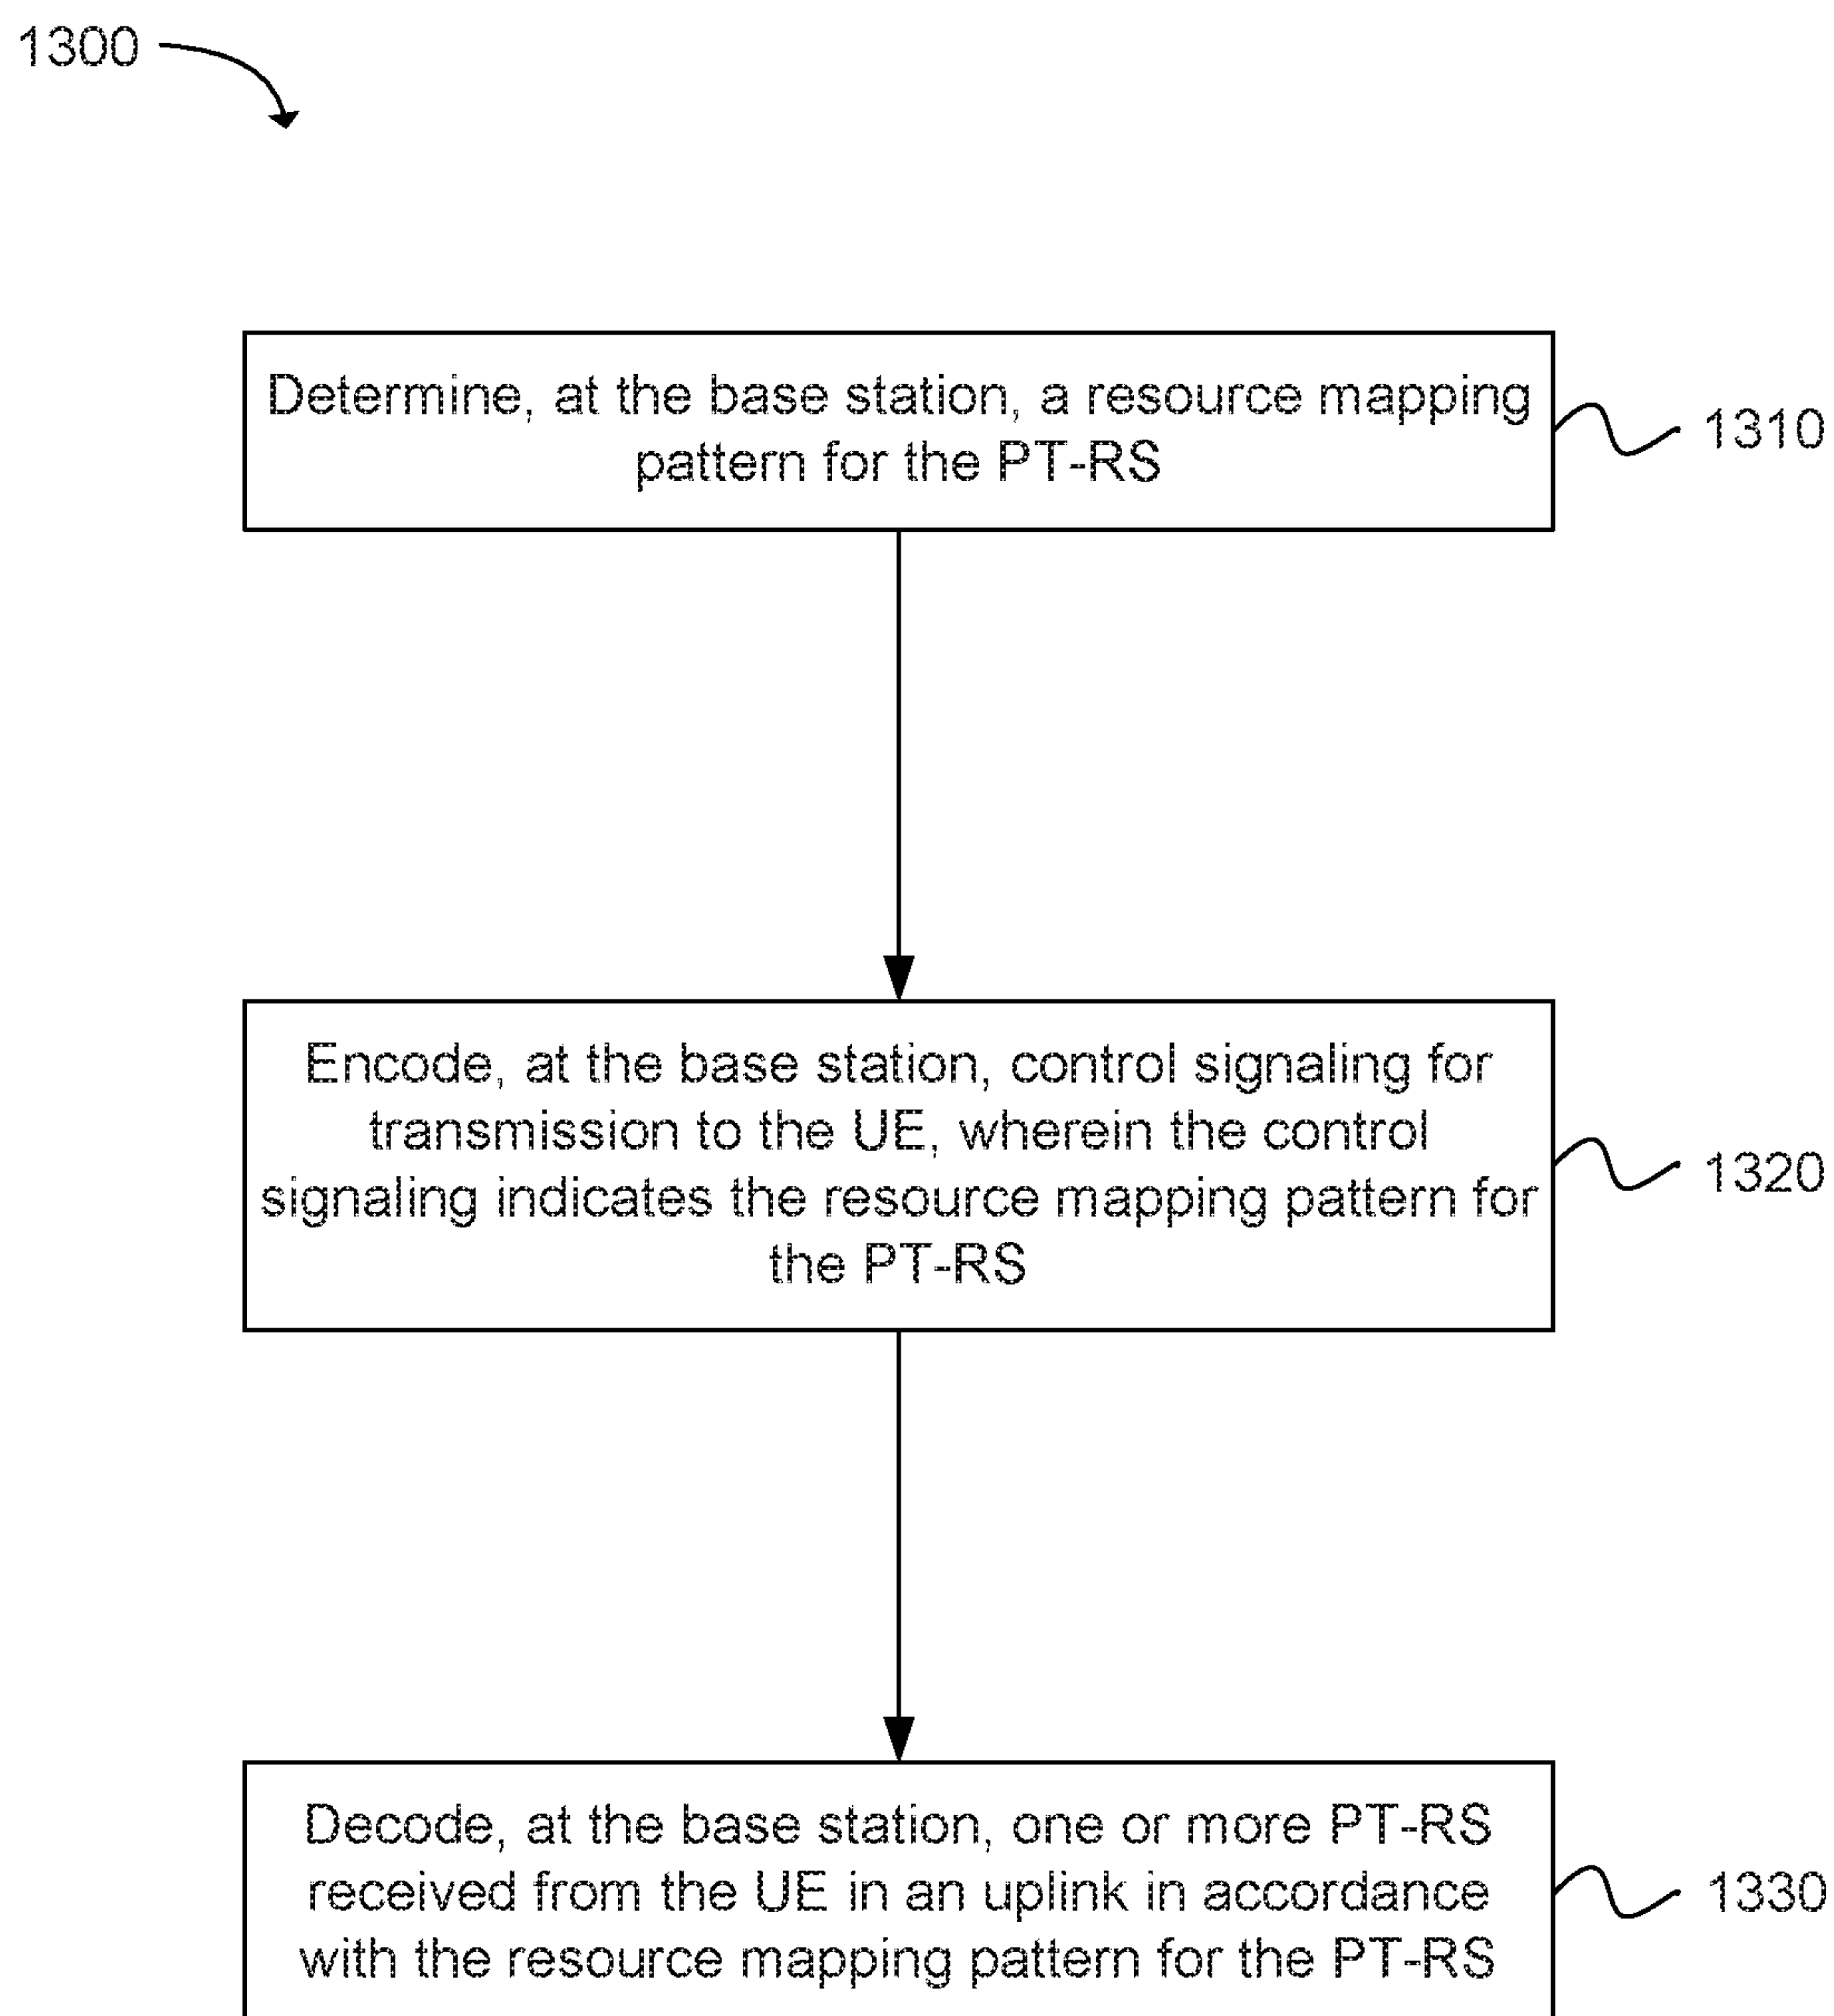 1300
Determine, at the base station, a resource mapping
pattern for the PT-RS
1310
Encode, at the base station, control signaling for
transmission to the UE, wherein the control
signaling indicates the resource mapping pattern for
the PT-RS
1320
Decode, at the base station, one or more PT-RS
received from the UE in an uplink in accordance
with the resource mapping pattern for the PT-RS
1330